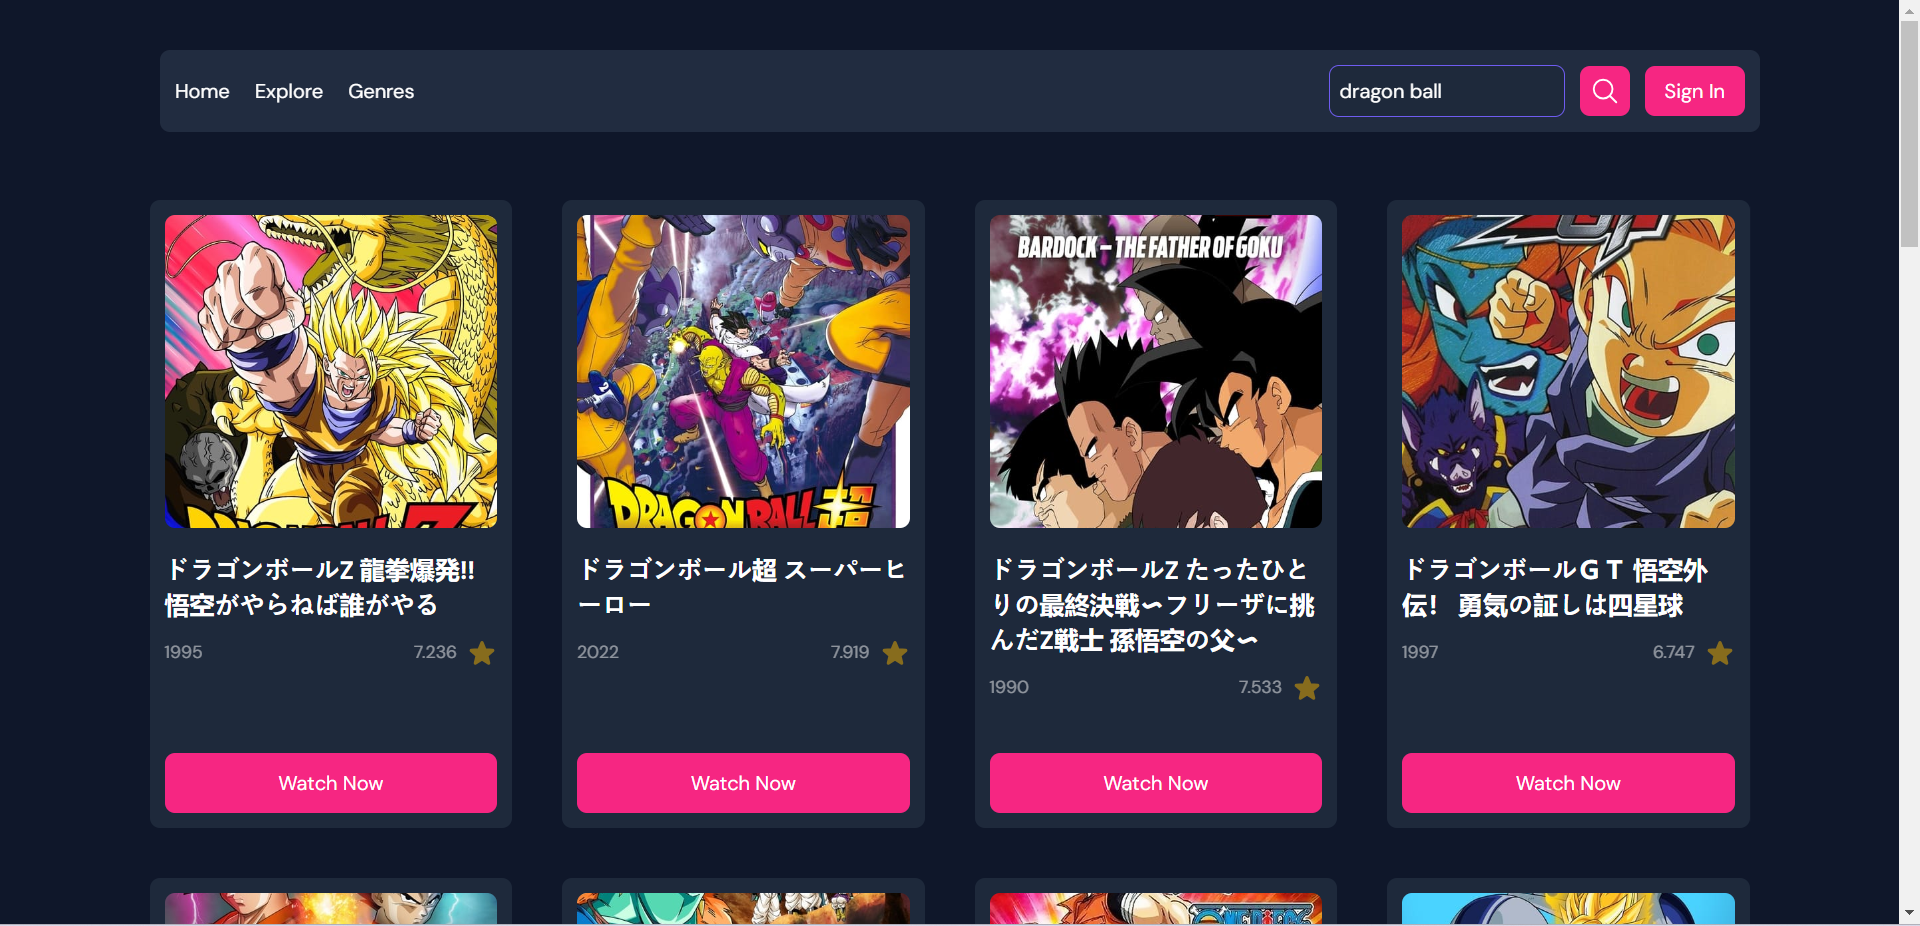 Home Explore Genres dragon ball Sign In
BARDOCK – THE FATHER OF GOKU
DRAGON BALL 超
ドラゴンボールZ 龍拳爆発!!
悟空がやらねば誰がやる
1995 7.236
Watch Now
ドラゴンボール超 スーパーヒ
ーロー
2022 7.919
Watch Now
ドラゴンボールZ たったひと
りの最終決戦〜フリーザに挑
んだZ戦士 孫悟空の父〜
1990 7.533
Watch Now
ドラゴンボールＧＴ 悟空外
伝！ 勇気の証しは四星球
1997 6.747
Watch Now
ONE PIECE